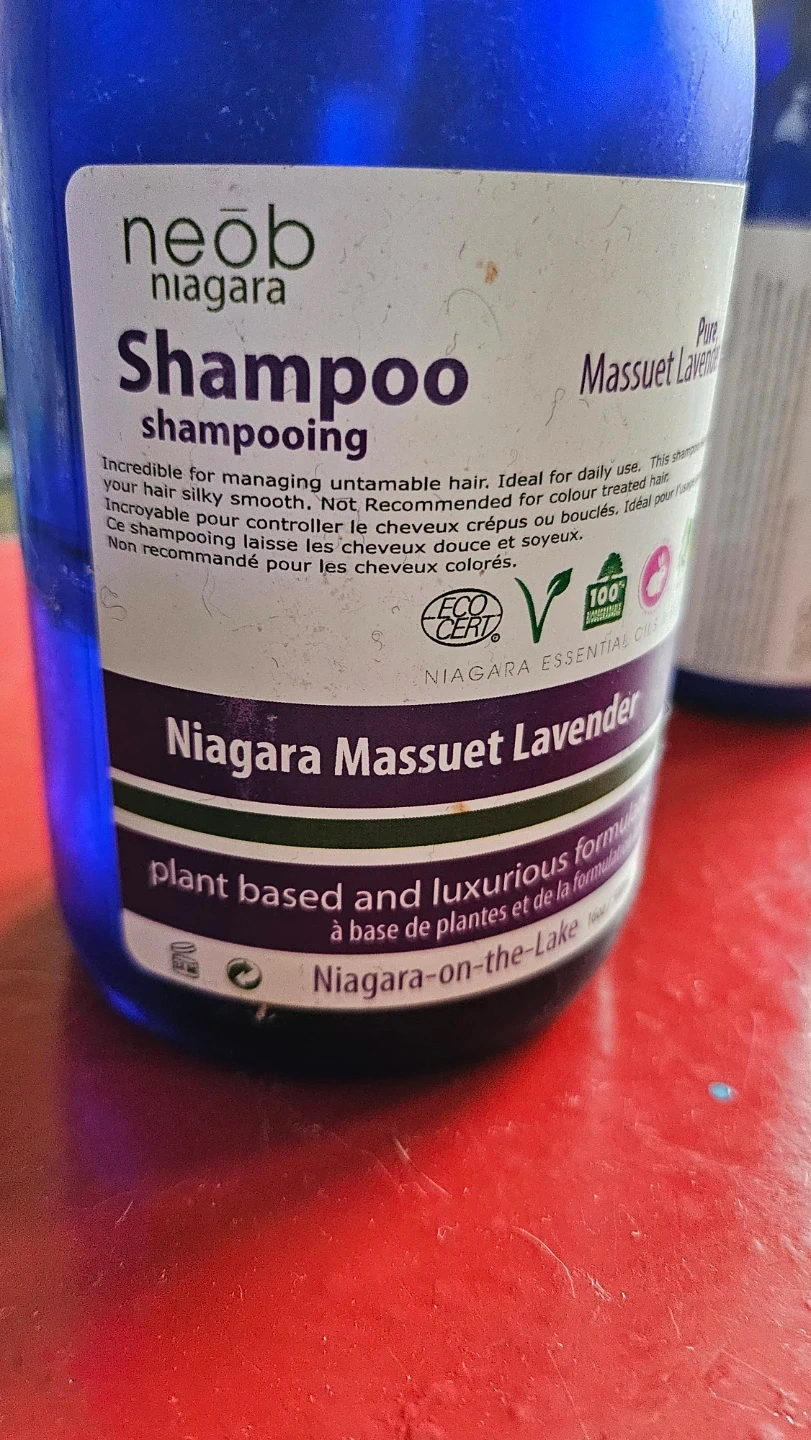 neōb
niagara
Shampoo
shampooing
Pure
Massuet Lavender
Incredible for managing untamable hair. Ideal for daily use. This shampoo
your hair silky smooth. Not Recommended for colour treated hair.
Incroyable pour controller le cheveux crépus ou bouclés. Idéal pour l'usage
Ce shampooing laisse les cheveux douce et soyeux.
Non recommandé pour les cheveux colorés.
ECO
CERT
100%
BIODEGRADABLE
NIAGARA ESSENTIAL OILS
Niagara Massuet Lavender
plant based and luxurious
à base de plantes et de la
Niagara-on-the-Lake